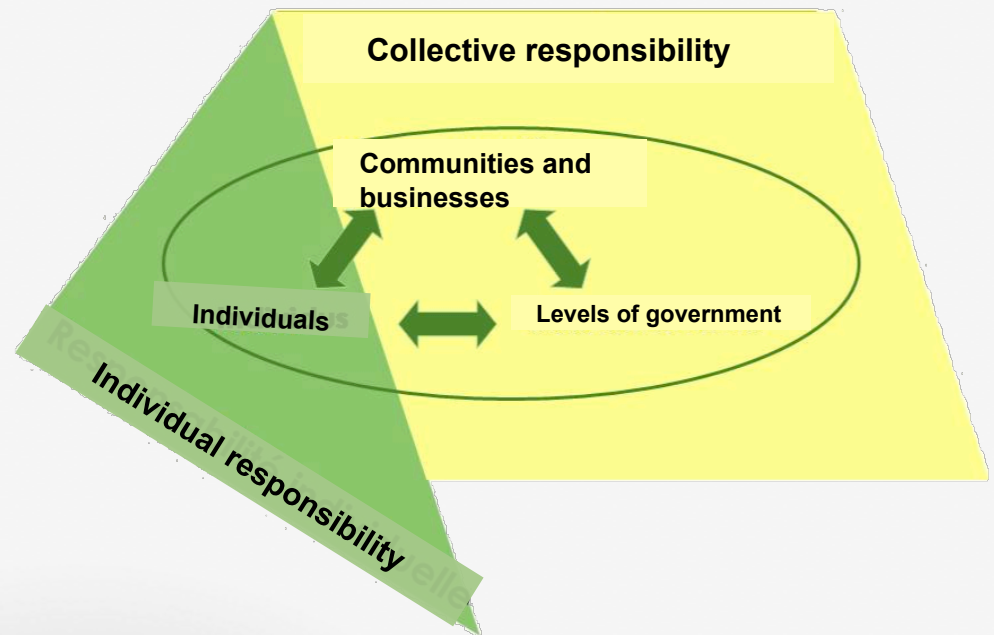 Collective responsibility
Communities and
businesses
Individuals
Levels of government
Individual responsibility